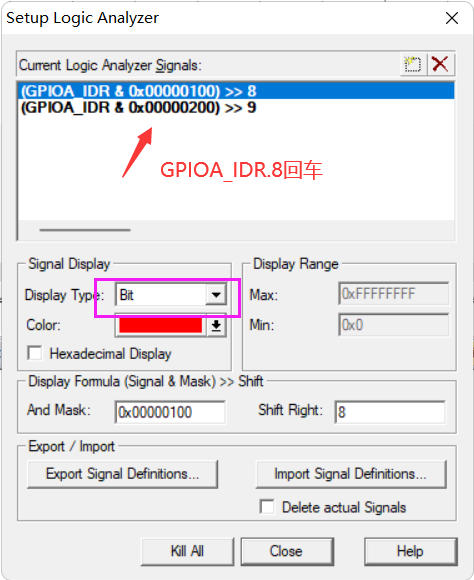 Setup Logic Analyzer
Current Logic Analyzer Signals:
(GPIOA_IDR & 0x00000100) >> 8
(GPIOA_IDR & 0x00000200) >> 9
GPIOA_IDR.8回车
Signal Display
Display Range
Display Type: Bit
Max: 0xFFFFFFFF
Color:
Min: 0x0
Hexadecimal Display
Display Formula (Signal & Mask) >> Shift
And Mask: 0x00000100 Shift Right: 8
Export / Import
Export Signal Definitions... Import Signal Definitions...
Delete actual Signals
Kill All Close Help